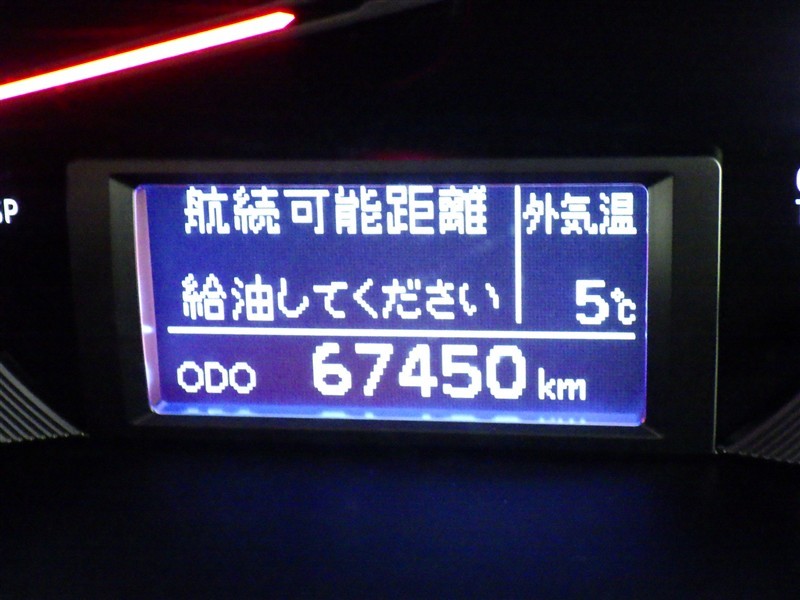 航続可能距離
外気温
給油してください
5℃
ODO 67450 km
SP